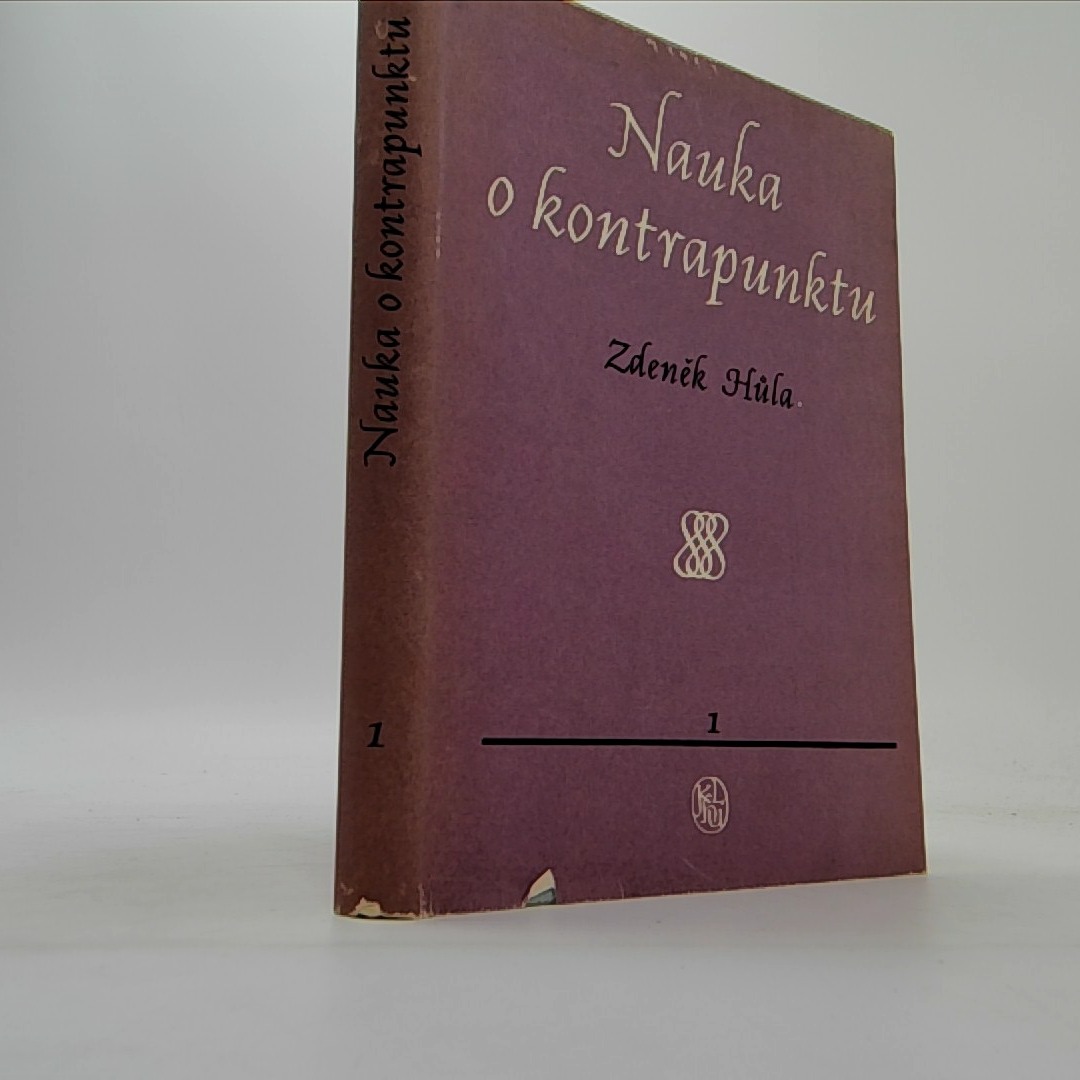 Nauka o kontrapunktu
1
Nauka
o kontrapunktu
Zdeněk Hůla
1